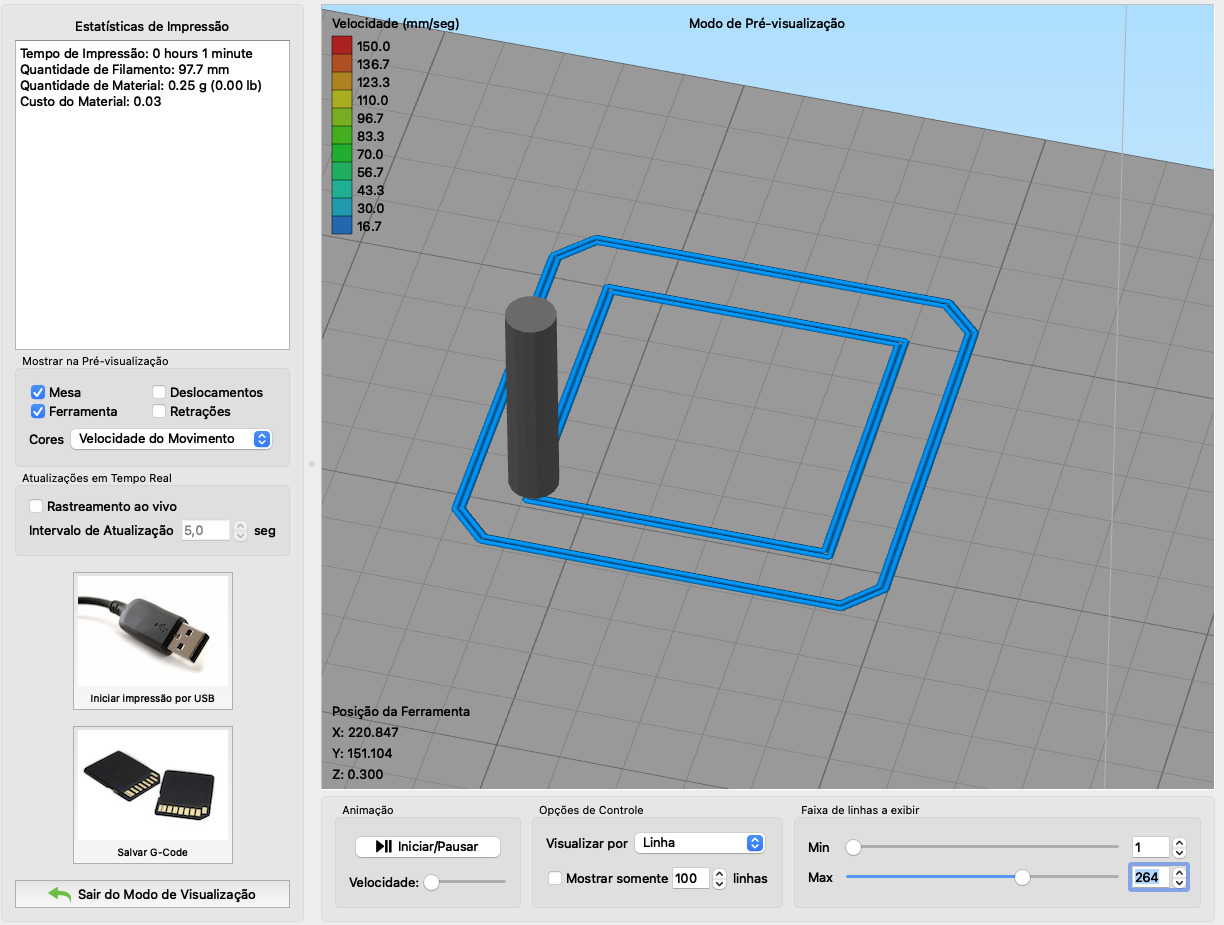 Estatísticas de Impressão
Tempo de Impressão: 0 hours 1 minute
Quantidade de Filamento: 97.7 mm
Quantidade de Material: 0.25 g (0.00 lb)
Custo do Material: 0.03
Mostrar na Pré-visualização
Mesa
Deslocamentos
Ferramenta
Retrações
Cores
Velocidade do Movimento
Atualizações em Tempo Real
Rastreamento ao vivo
Intervalo de Atualização 5,0 seg
Iniciar impressão por USB
Salvar G-Code
Sair do Modo de Visualização
Velocidade (mm/seg)
150.0
136.7
123.3
110.0
96.7
83.3
70.0
56.7
43.3
30.0
16.7
Modo de Pré-visualização
Posição da Ferramenta
X: 220.847
Y: 151.104
Z: 0.300
Animação
Iniciar/Pausar
Velocidade:
Opções de Controle
Visualizar por Linha
Mostrar somente 100 linhas
Faixa de linhas a exibir
Min 1
Max 264